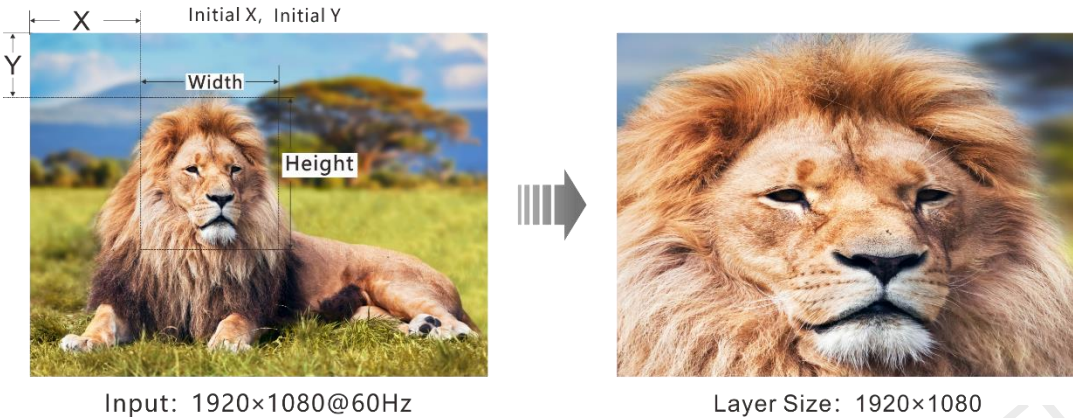 X
Initial X, Initial Y
Y
Width
Height
Input: 1920×1080@60Hz
Layer Size: 1920×1080